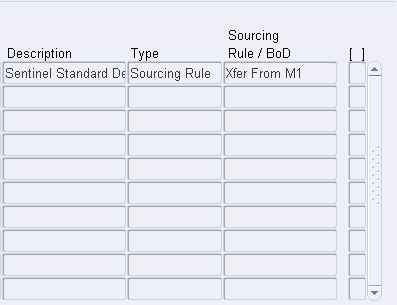 Sourcing
Description Type Rule / BoD [ ]
Sentinel Standard De Sourcing Rule Xfer From M1